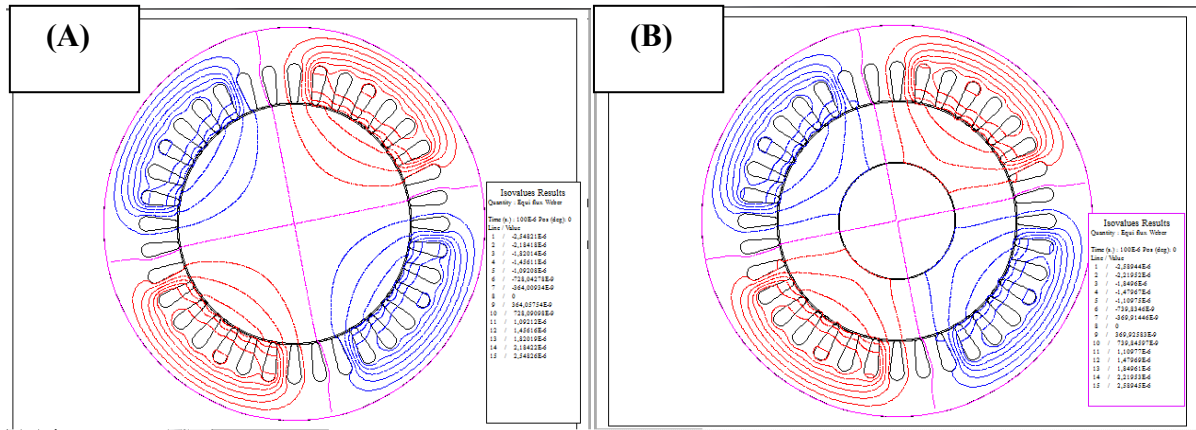 (A)
Isovalues Results
Quantity : Equi flux Weber
Time (s.) : 100E-6 Pos (deg): 0
Line / Value
1 / -2,54821E-6
2 / -2,18418E-6
3 / -1,82014E-6
4 / -1,45611E-6
5 / -1,09208E-6
6 / -728,04278E-9
7 / -364,00934E-9
8 / 0
9 / 364,05754E-9
10 / 728,09098E-9
11 / 1,09212E-6
12 / 1,45616E-6
13 / 1,82019E-6
14 / 2,18422E-6
15 / 2,54826E-6
(B)
Isovalues Results
Quantity : Equi flux Weber
Time (s.) : 100E-6 Pos (deg): 0
Line / Value
1 / -2,58944E-6
2 / -2,21952E-6
3 / -1,8496E-6
4 / -1,47967E-6
5 / -1,10975E-6
6 / -739,8346E-9
7 / -369,91446E-9
8 / 0
9 / 369,92583E-9
10 / 739,84597E-9
11 / 1,10977E-6
12 / 1,47969E-6
13 / 1,84961E-6
14 / 2,21953E-6
15 / 2,58945E-6